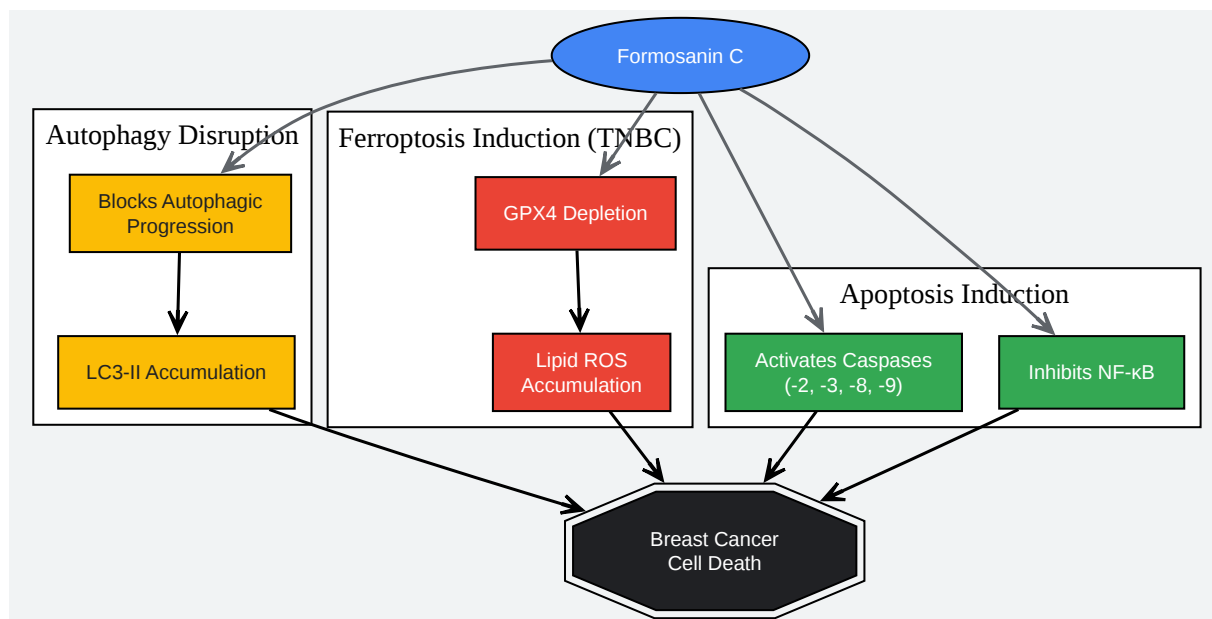 Formosanin C
Autophagy Disruption
Blocks Autophagic
Progression
LC3-II Accumulation
Ferroptosis Induction (TNBC)
GPX4 Depletion
Lipid ROS
Accumulation
Apoptosis Induction
Activates Caspases
(-2, -3, -8, -9)
Inhibits NF-κB
Breast Cancer
Cell Death